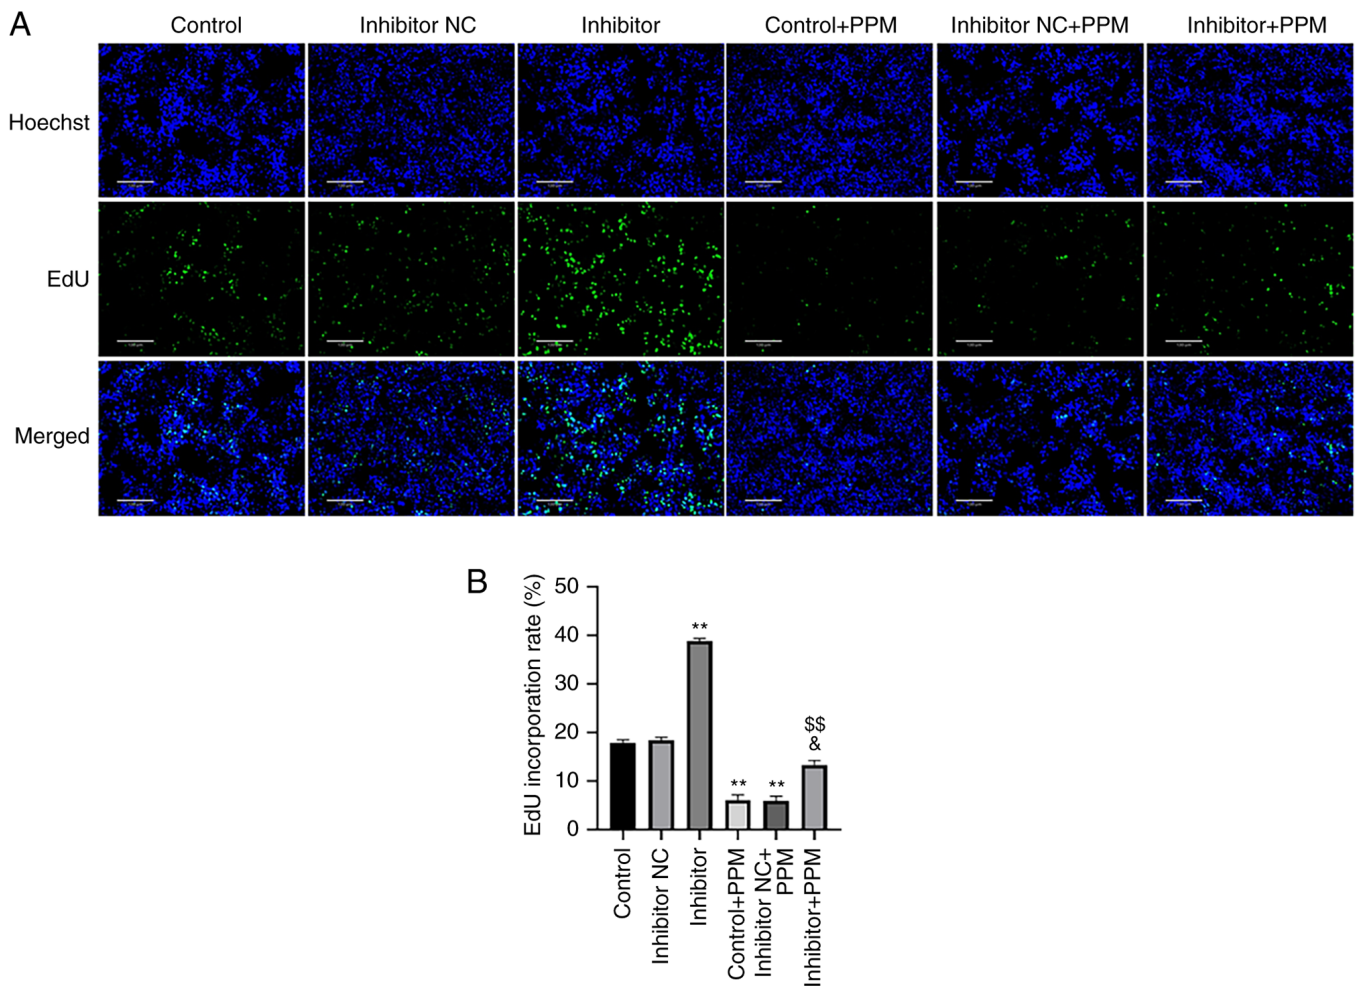 A
Control
Inhibitor NC
Inhibitor
Control+PPM
Inhibitor NC+PPM
Inhibitor+PPM
Hoechst
EdU
Merged
B
EdU incorporation rate (%)
50
40
30
20
10
0
**
**
**
$$
&
Control
Inhibitor NC
Inhibitor
Control+PPM
Inhibitor NC+
PPM
Inhibitor+PPM